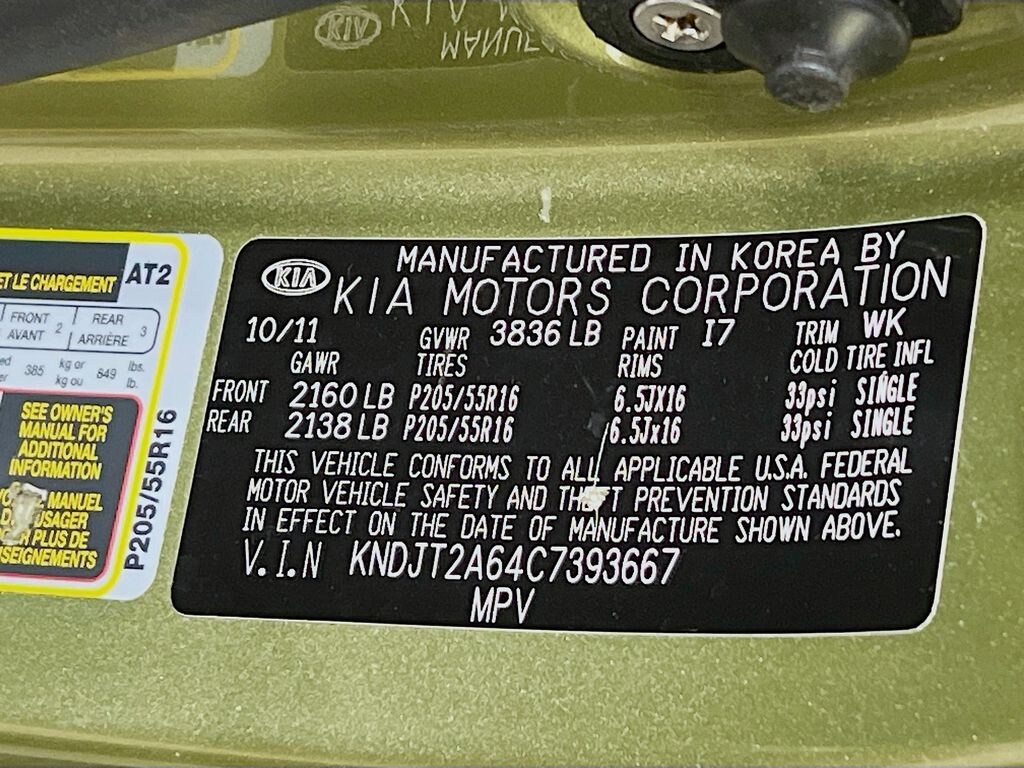 KIA
MANUF
ET LE CHARGEMENT AT2
FRONT AVANT 2 REAR ARRIÈRE 3
385 kg or kg ou 849 lbs. lb.
SEE OWNER'S
MANUAL FOR
ADDITIONAL
INFORMATION
MANUEL
USAGER
PLUS DE
SEIGNEMENTS
P205/55R16
KIA
MANUFACTURED IN KOREA BY
KIA MOTORS CORPORATION
10/11 GVWR 3836 LB PAINT I7 TRIM WK
GAWR TIRES RIMS COLD TIRE INFL
FRONT 2160 LB P205/55R16 6.5JX16 33psi SINGLE
REAR 2138 LB P205/55R16 6.5Jx16 33psi SINGLE
THIS VEHICLE CONFORMS TO ALL APPLICABLE U.S.A. FEDERAL
MOTOR VEHICLE SAFETY AND THEFT PREVENTION STANDARDS
IN EFFECT ON THE DATE OF MANUFACTURE SHOWN ABOVE.
V.I.N KNDJT2A64C7393667
MPV